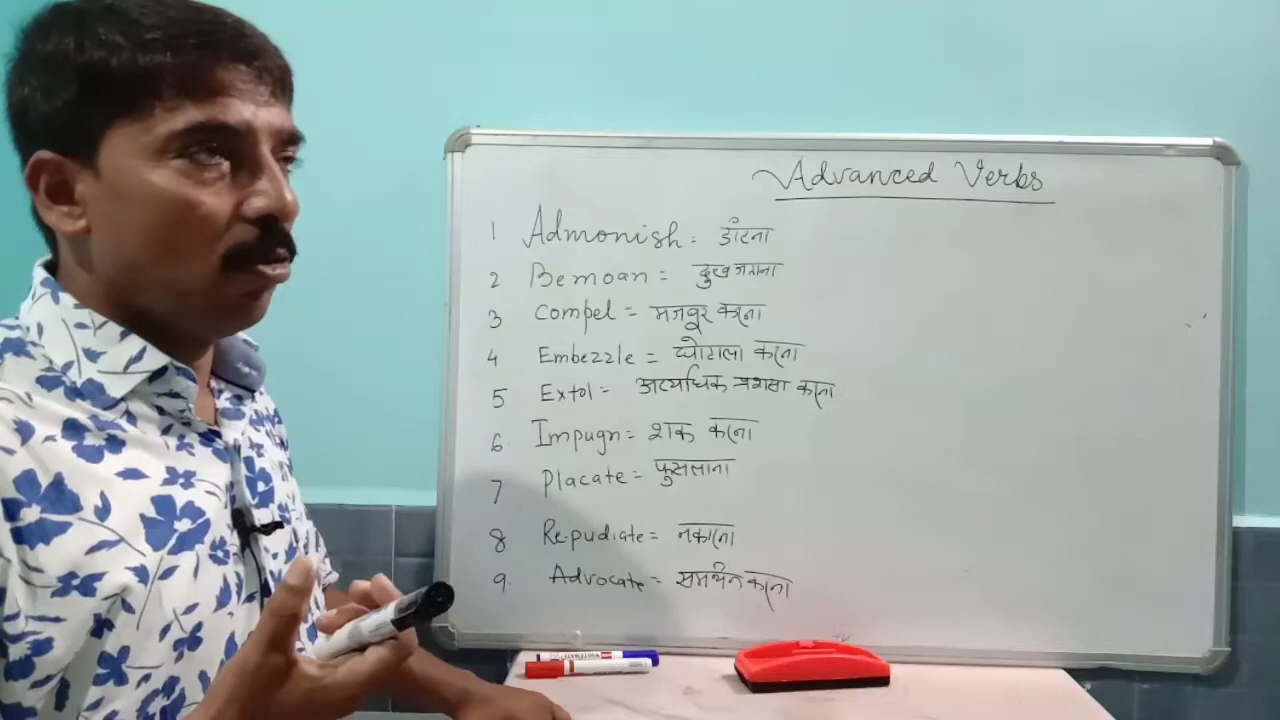 Advanced Verbs
1 Admonish = डांटना
2 Bemoan = दुख जताना
3 Compel = मजबूर करना
4 Embezzle = घोटाला करना
5 Extol = अत्यधिक प्रशंसा करना
6 Impugn = शक करना
7 Placate = फुसलाना
8 Repudiate = नकारना
9. Advocate = समर्थन करना